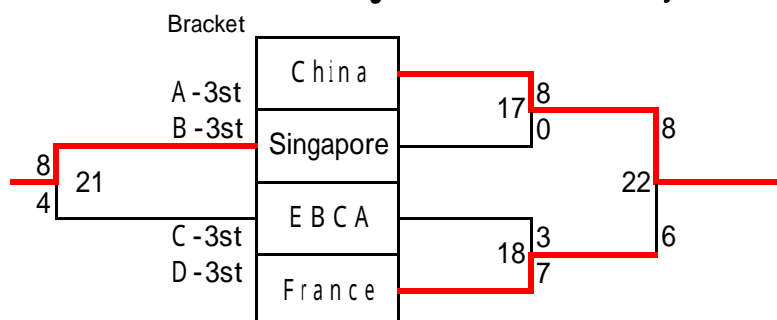 Bracket
China
A-3st
17
8
B-3st
0
Singapore
8
8
21
22
4
EBCA
C-3st
3
6
18
D-3st
7
France